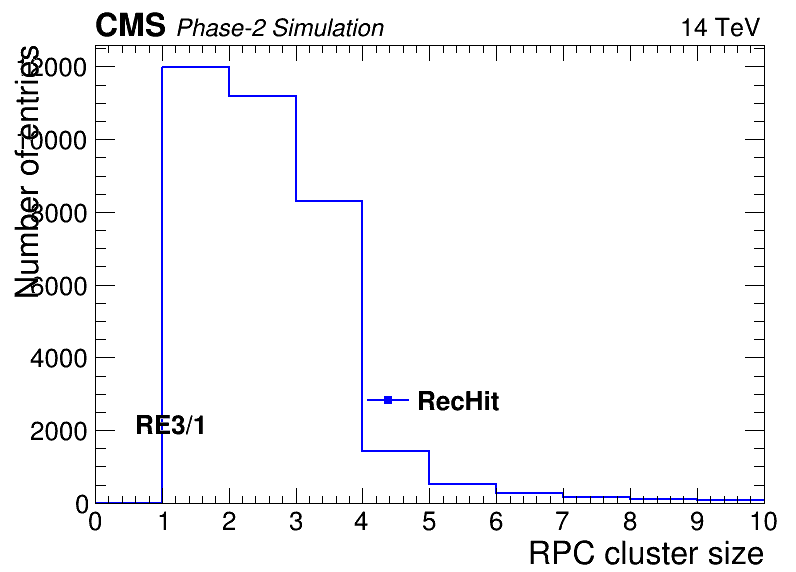 CMS Phase-2 Simulation 14 TeV
Number of entries
12000
10000
8000
6000
4000
2000
0
RecHit
RE3/1
0 1 2 3 4 5 6 7 8 9 10
RPC cluster size